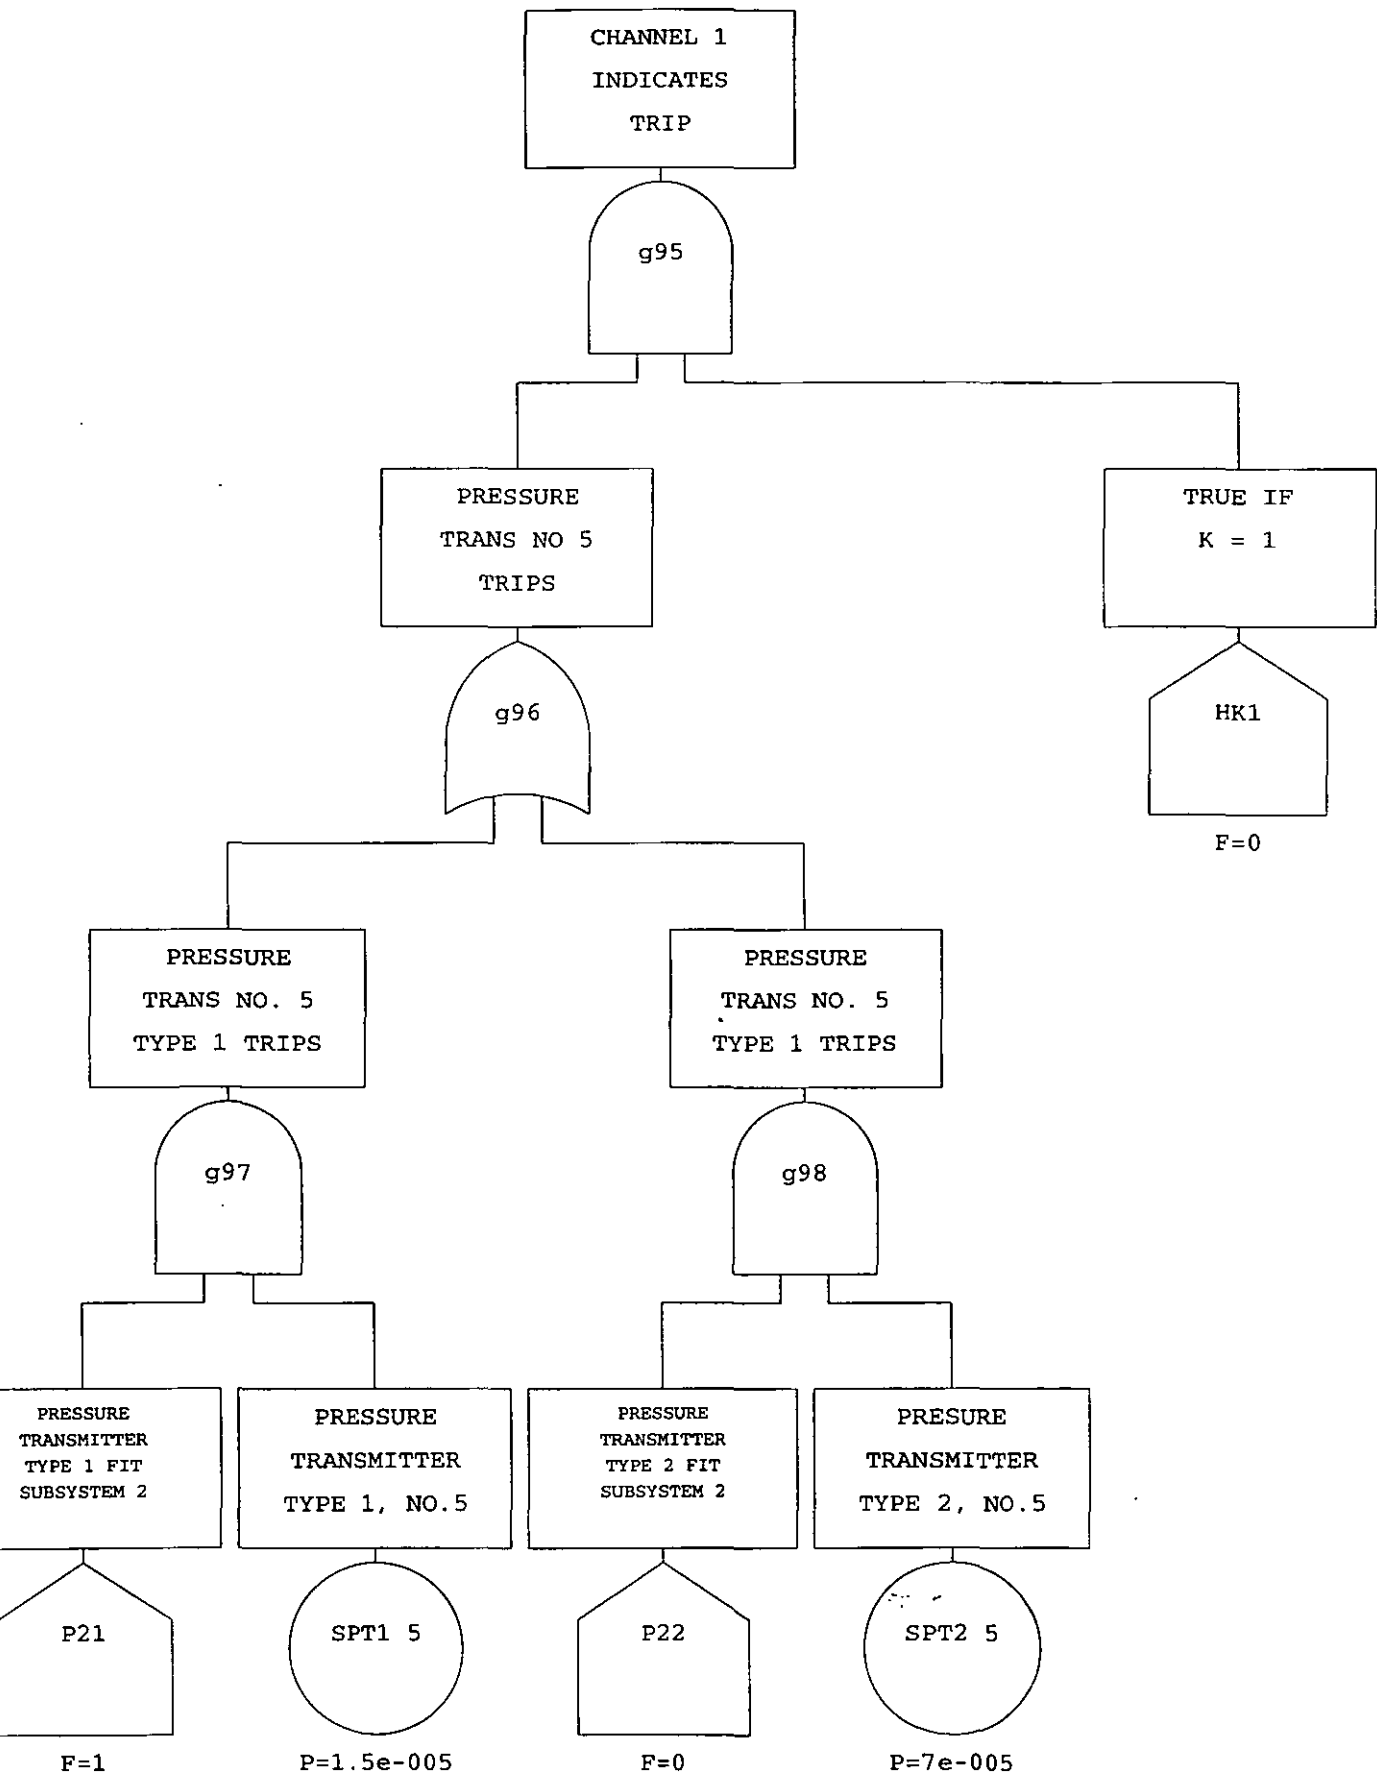 CHANNEL 1
INDICATES
TRIP
g95
PRESSURE
TRANS NO 5
TRIPS
TRUE IF
K = 1
g96
HK1
F=0
PRESSURE
TRANS NO. 5
TYPE 1 TRIPS
PRESSURE
TRANS NO. 5
TYPE 1 TRIPS
g97
g98
PRESSURE
TRANSMITTER
TYPE 1 FIT
SUBSYSTEM 2
PRESSURE
TRANSMITTER
TYPE 1, NO.5
PRESSURE
TRANSMITTER
TYPE 2 FIT
SUBSYSTEM 2
PRESURE
TRANSMITTER
TYPE 2, NO.5
P21
SPT1 5
P22
SPT2 5
F=1
P=1.5e-005
F=0
P=7e-005